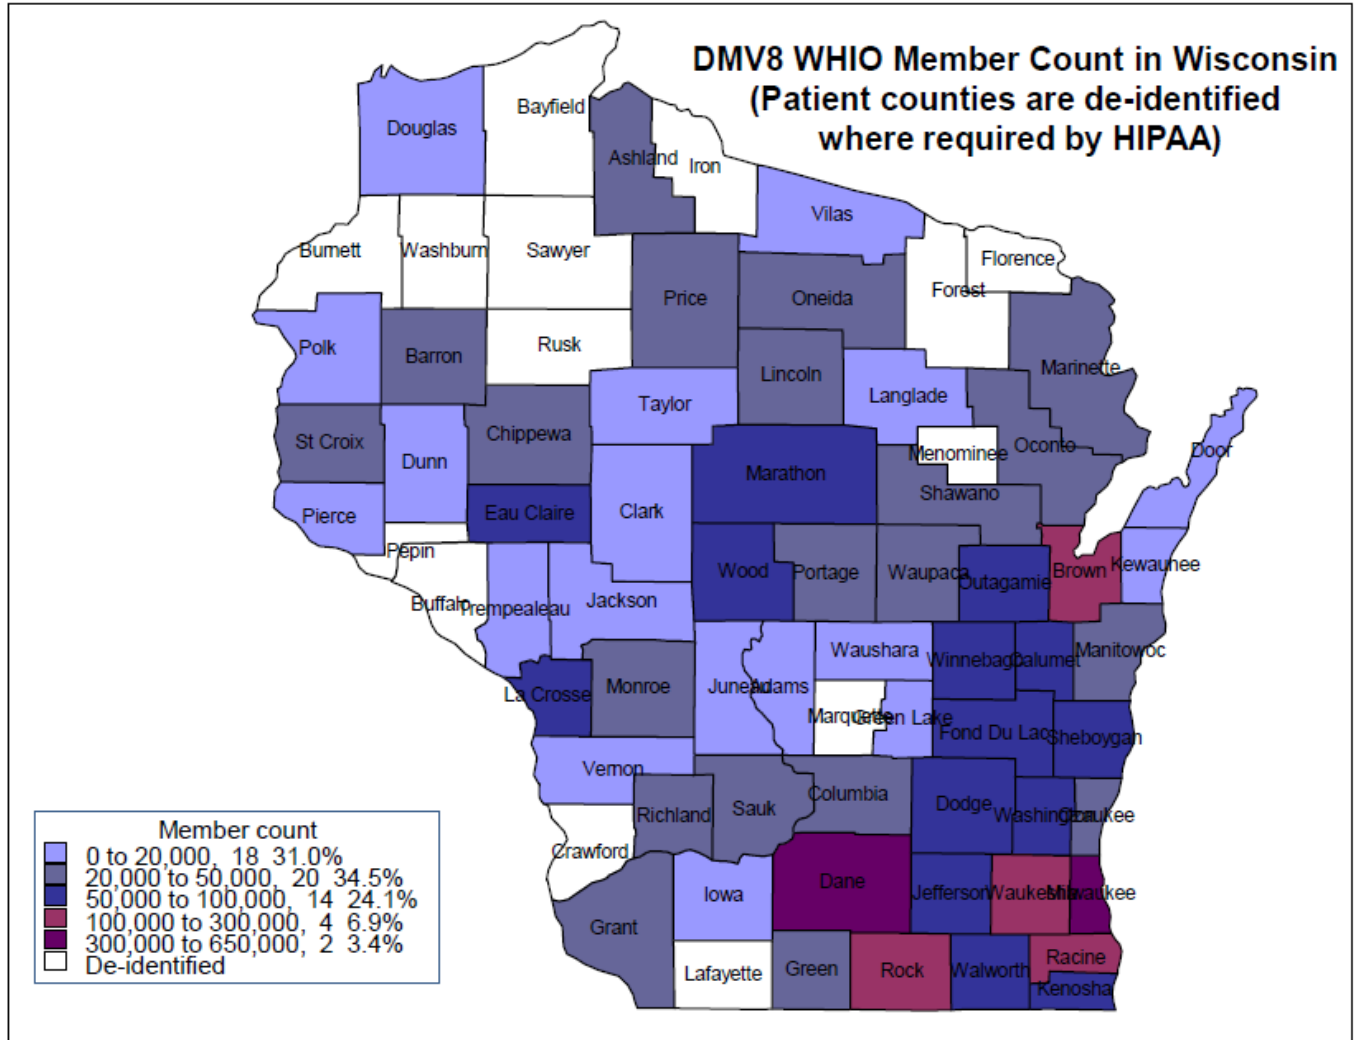 DMV8 WHIO Member Count in Wisconsin
(Patient counties are de-identified
where required by HIPAA)
Bayfield
Douglas
Ashland
Iron
Vilas
Burnett
Washburn
Sawyer
Florence
Forest
Price
Oneida
Polk
Barron
Rusk
Marinette
Lincoln
Langlade
Taylor
St Croix
Chippewa
Dunn
Menominee
Oconto
Door
Marathon
Shawano
Pierce
Eau Claire
Clark
Pepin
Wood
Portage
Waupaca
Outagamie
Brown
Kewaunee
Buffalo
Trempealeau
Jackson
Waushara
Winnebago
Calumet
Manitowoc
La Crosse
Monroe
Juneau
Adams
Marquette
Green Lake
Fond Du Lac
Sheboygan
Vernon
Richland
Sauk
Columbia
Dodge
Washington
Ozaukee
Crawford
Iowa
Dane
Jefferson
Waukesha
Milwaukee
Grant
Lafayette
Green
Rock
Walworth
Racine
Kenosha
Member count
0 to 20,000, 18 31.0%
20,000 to 50,000, 20 34.5%
50,000 to 100,000, 14 24.1%
100,000 to 300,000, 4 6.9%
300,000 to 650,000, 2 3.4%
De-identified